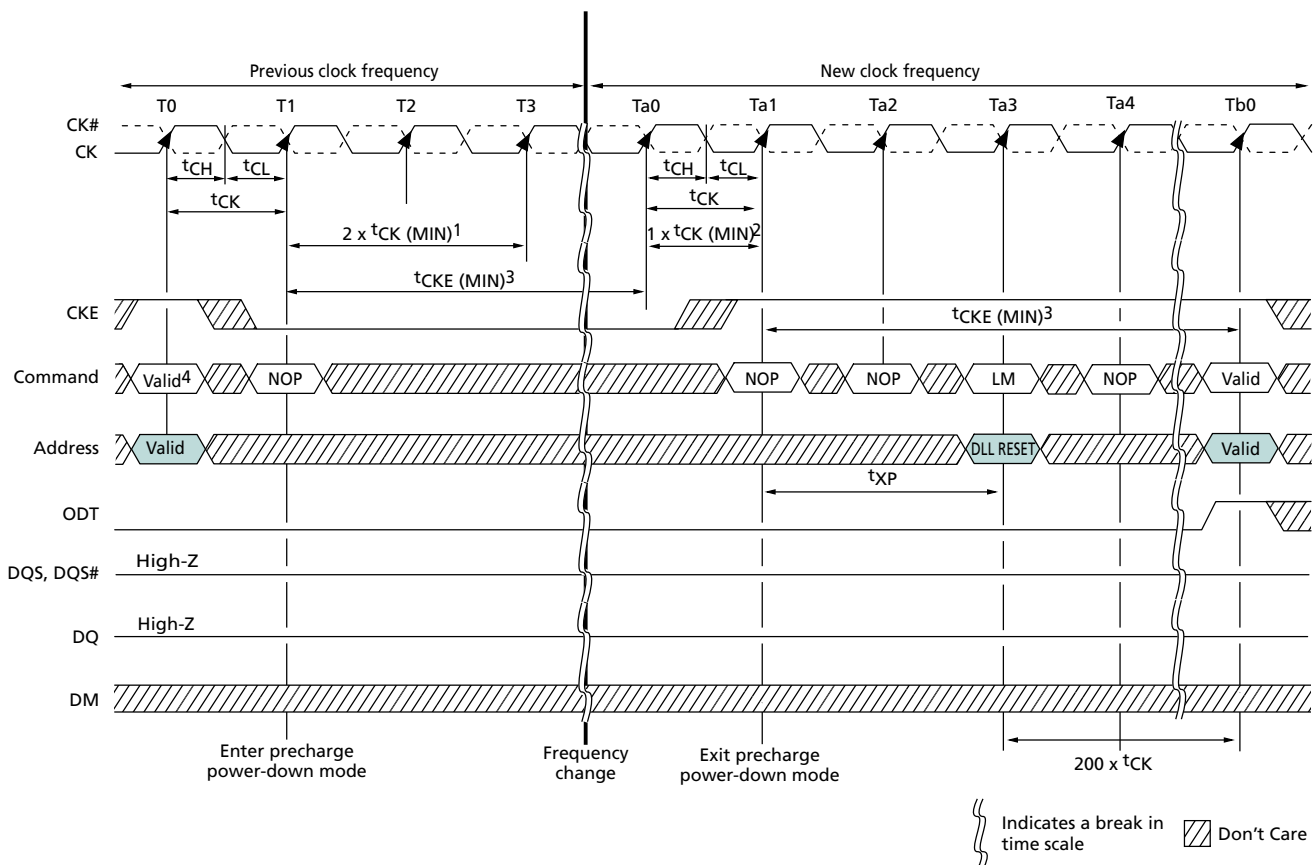 Previous clock frequency
New clock frequency
T0 T1 T2 T3 Ta0 Ta1 Ta2 Ta3 Ta4 Tb0
CK#
CK
tCH tCL tCH tCL
tCK tCK
2 x tCK (MIN)1 1 x tCK (MIN)2
tCKE (MIN)3
CKE
tCKE (MIN)3
Command Valid4 NOP NOP NOP LM NOP Valid
Address Valid DLL RESET Valid
tXP
ODT
DQS, DQS# High-Z
DQ High-Z
DM
Enter precharge
power-down mode
Frequency
change
Exit precharge
power-down mode
200 x tCK
Indicates a break in
time scale
Don't Care